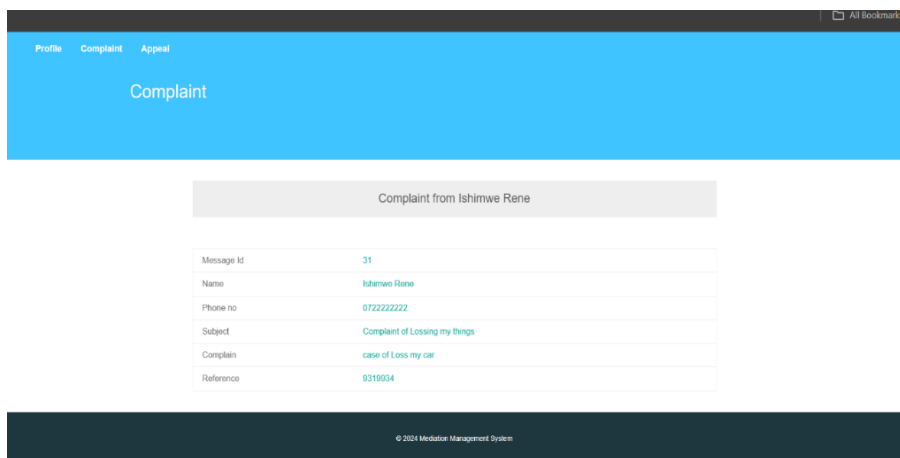 All Bookmark
Profile Complaint Appeal
Complaint
Complaint from Ishimwe Rene
Message Id 31
Name Ishimwe Rene
Phone no 0722222222
Subject Complaint of Lossing my things
Complain case of Loss my car
Reference 9319934
© 2024 Mediation Management System